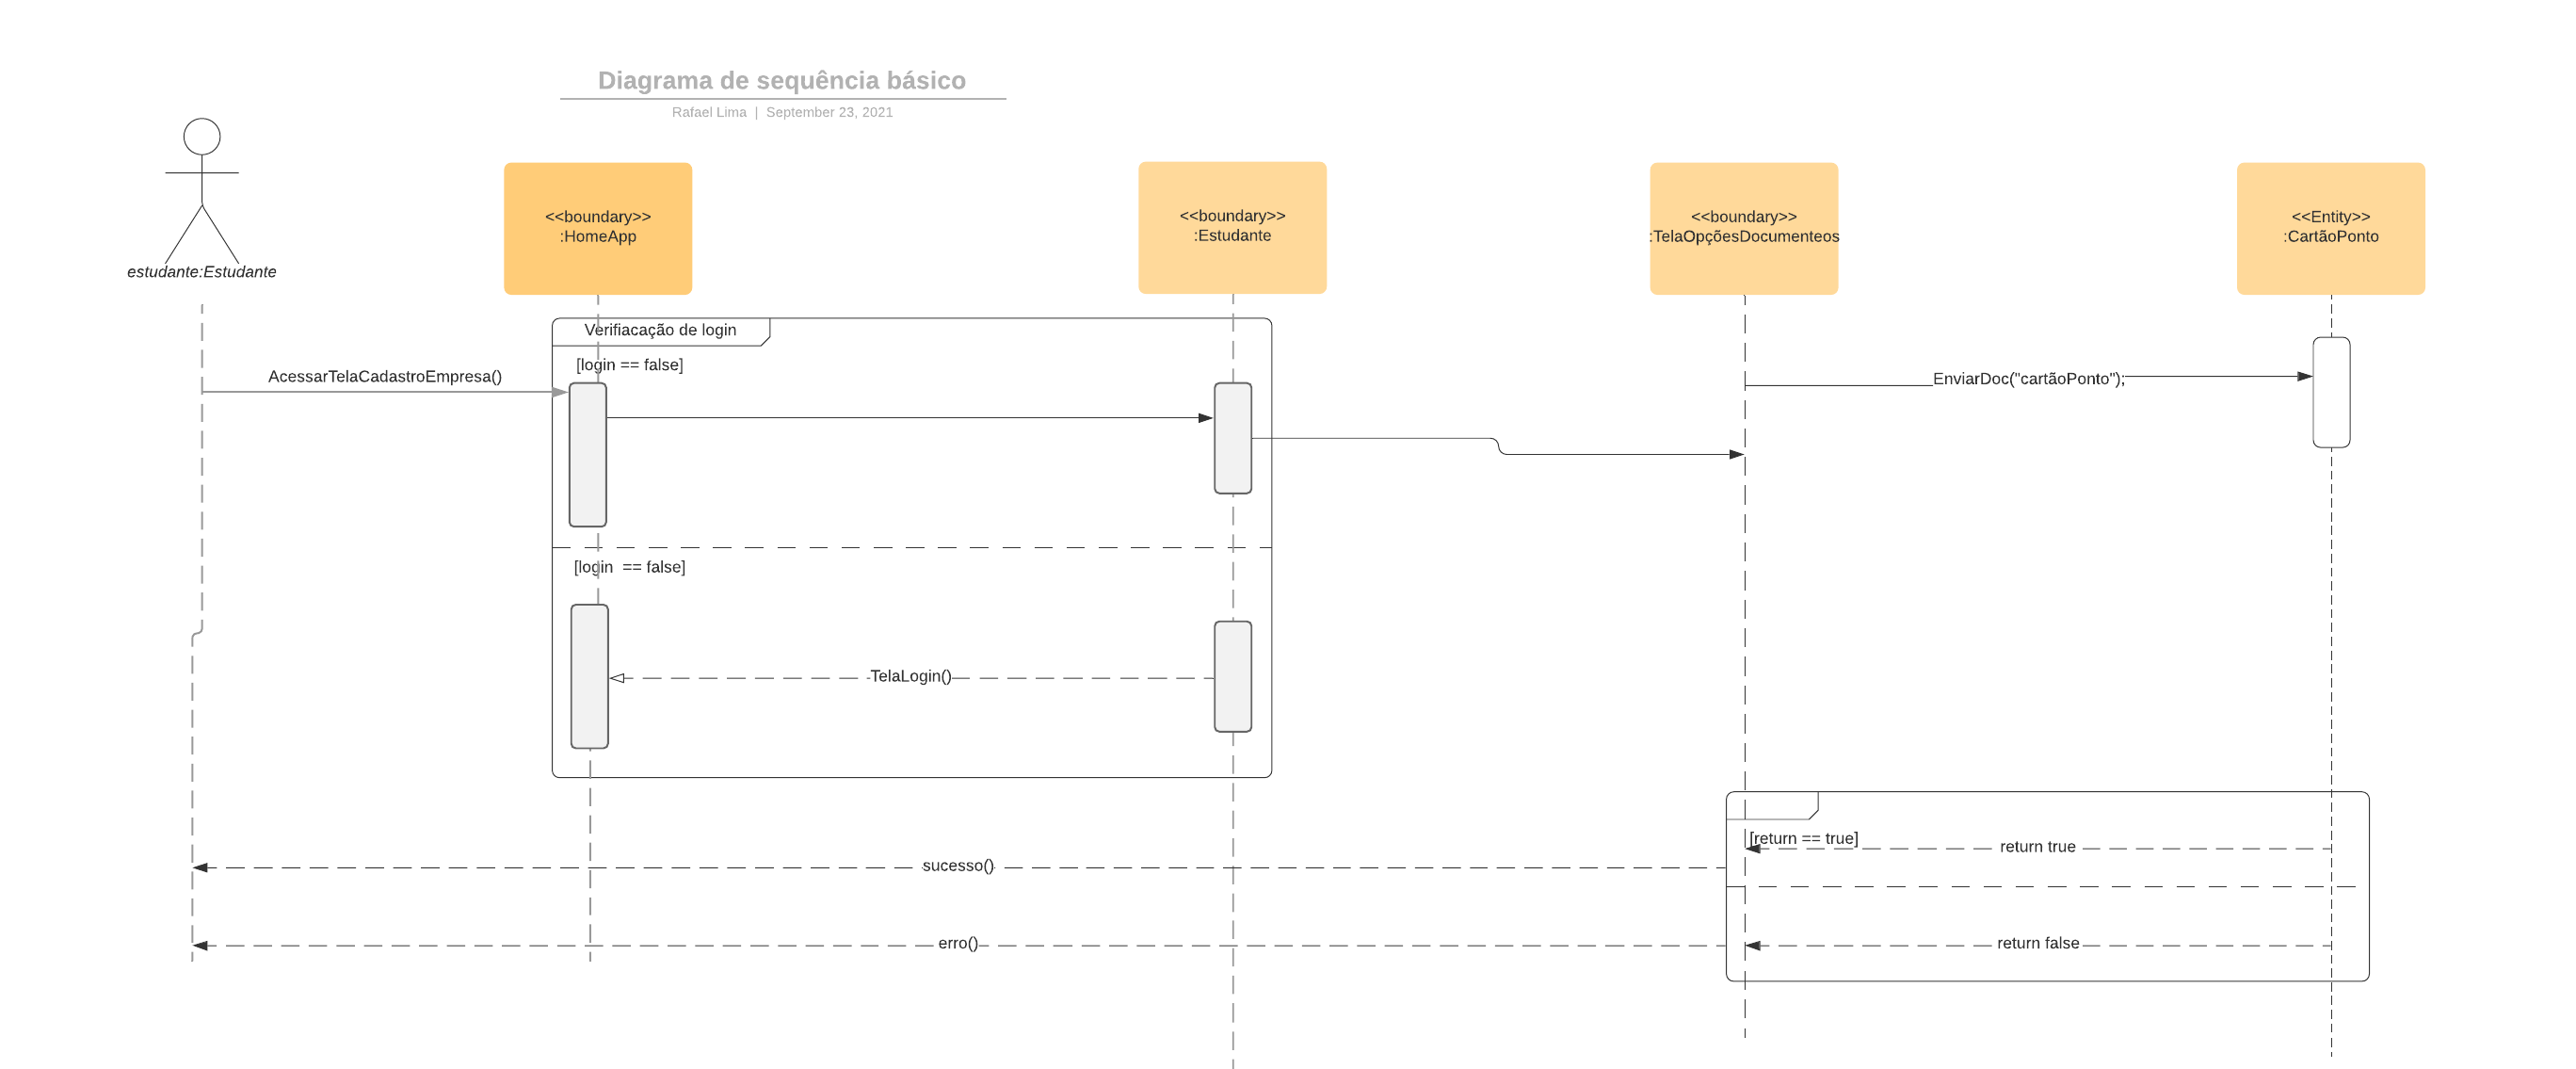 Diagrama de sequência básico
Rafael Lima | September 23, 2021
estudante:Estudante
<<boundary>>
:HomeApp
<<boundary>>
:Estudante
<<boundary>>
:TelaOpçõesDocumenteos
<<Entity>>
:CartãoPonto
Verfiacação de login
[login == false]
AcessarTelaCadastroEmpresa()
EnviarDoc("cartãoPonto");
[login  == false]
TelaLogin()
[return == true]
return true
sucesso()
erro()
return false